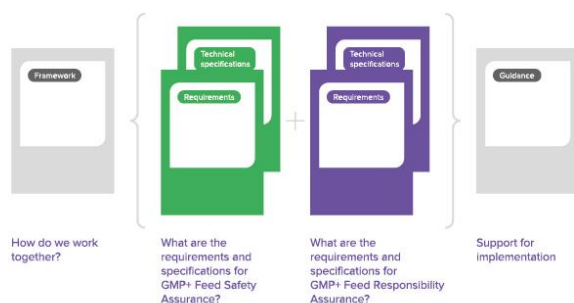 Framework
Technical
specifications
Requirements
Technical
specifications
Requirements
Guidance
How do we work
together?
What are the
requirements and
specifications for
GMP+ Feed Safety
Assurance?
What are the
requirements and
specifications for
GMP+ Feed Responsibility
Assurance?
Support for
implementation